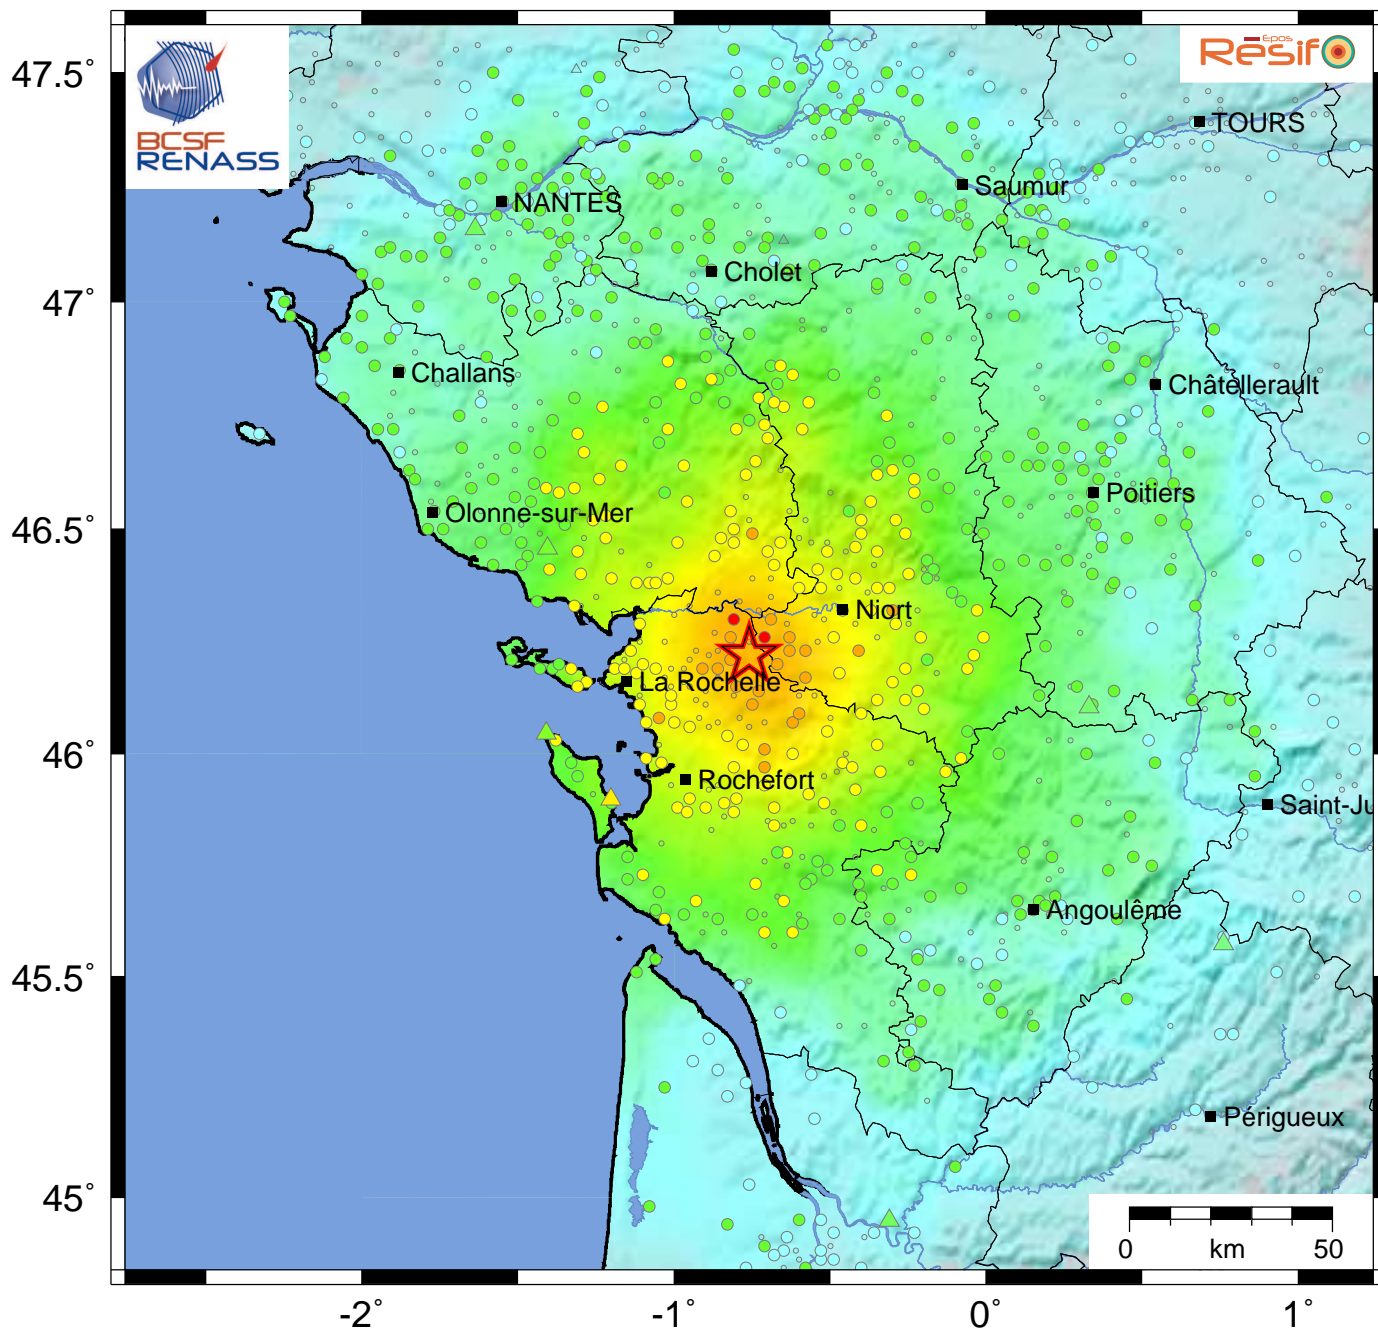 BCSF
RENASS
Epos
Résif
47.5°
47°
46.5°
46°
45.5°
45°
TOURS
NANTES
Saumur
Cholet
Challans
Châtellerault
Olonne-sur-Mer
Poitiers
Niort
La Rochelle
Rochefort
Saint-Ju
Angoulême
Périgueux
0 km 50
-2° -1° 0° 1°